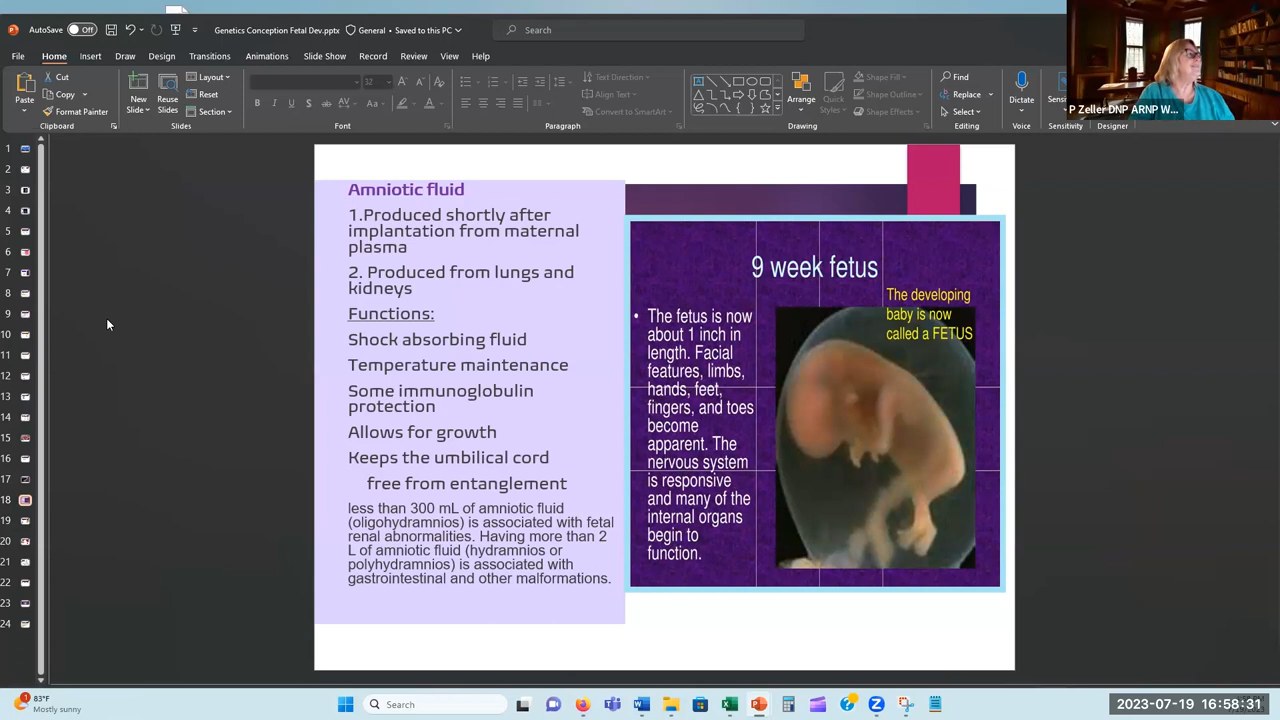 AutoSave
Off
Genetics Conception Fetal Dev.pptx
General • Saved to this PC
Search
File
Home
Insert
Draw
Design
Transitions
Animations
Slide Show
Record
Review
View
Help
Paste
Cut
Copy
Format Painter
Clipboard
New
Slides
Reuse
Slides
Layout
Reset
Section
Slides
32
Font
Text Direction
Align Text
Convert to SmartArt
Paragraph
Arrange
Quick
Styles
Shape Fill
Shape Outline
Shape Effects
Drawing
Find
Replace
Select
Editing
Dictate
Voice
Sensitivity
Designer
P Zeller DNP ARNP W...
1
2
3
4
5
6
7
8
9
10
11
12
13
14
15
16
17
18
19
20
21
22
23
24
Amniotic fluid
1.Produced shortly after
implantation from maternal
plasma
2. Produced from lungs and
kidneys
Functions:
Shock absorbing fluid
Temperature maintenance
Some immunoglobulin
protection
Allows for growth
Keeps the umbilical cord
free from entanglement
less than 300 mL of amniotic fluid
(oligohydramnios) is associated with fetal
renal abnormalities. Having more than 2
L of amniotic fluid (hydramnios or
polyhydramnios) is associated with
gastrointestinal and other malformations.
9 week fetus
The developing
baby is now
called a FETUS
• The fetus is now
about 1 inch in
length. Facial
features, limbs,
hands, feet,
fingers, and toes
become
apparent. The
nervous system
is responsive
and many of the
internal organs
begin to
function.
1
83°F
Mostly sunny
Search
2023-07-19 16:58:31